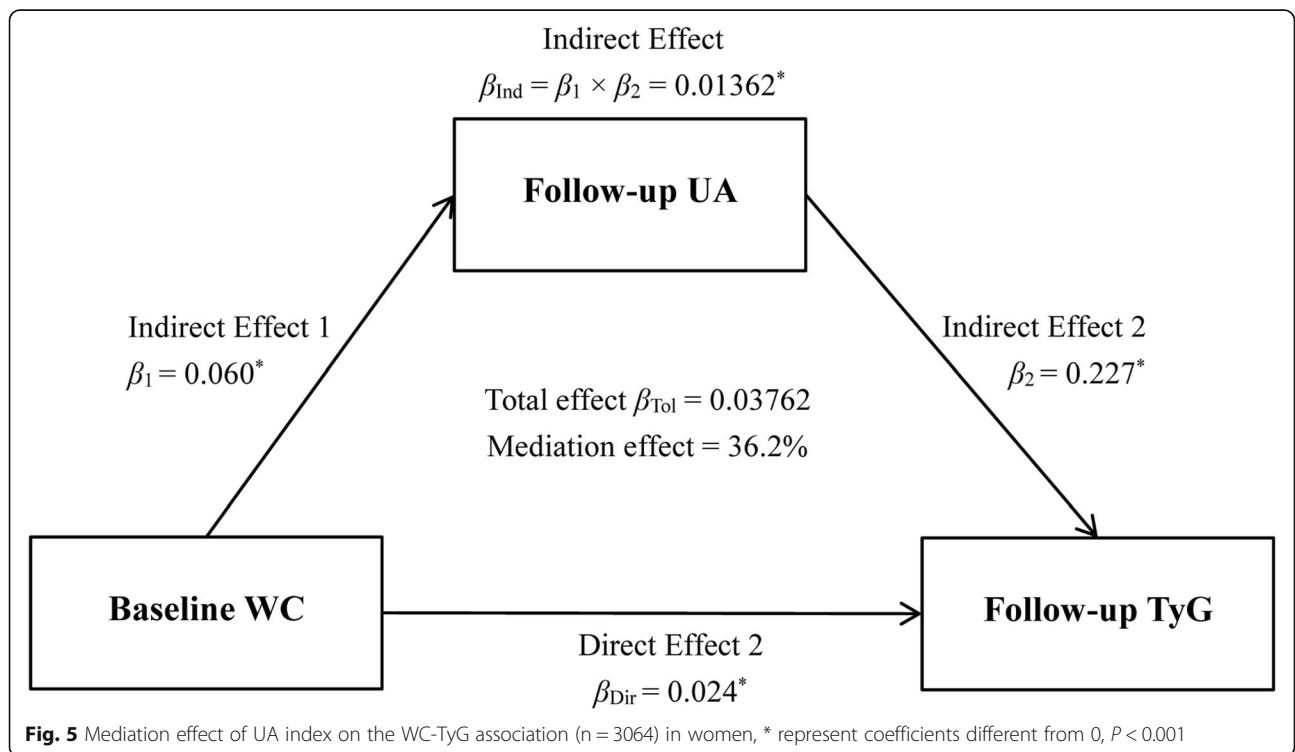 Indirect Effect
βInd = β1 × β2 = 0.01362*
Follow-up UA
Indirect Effect 1
β1 = 0.060*
Indirect Effect 2
β2 = 0.227*
Total effect βTol = 0.03762
Mediation effect = 36.2%
Baseline WC
Follow-up TyG
Direct Effect 2
βDir = 0.024*
Fig. 5 Mediation effect of UA index on the WC-TyG association (n = 3064) in women, * represent coefficients different from 0, P < 0.001